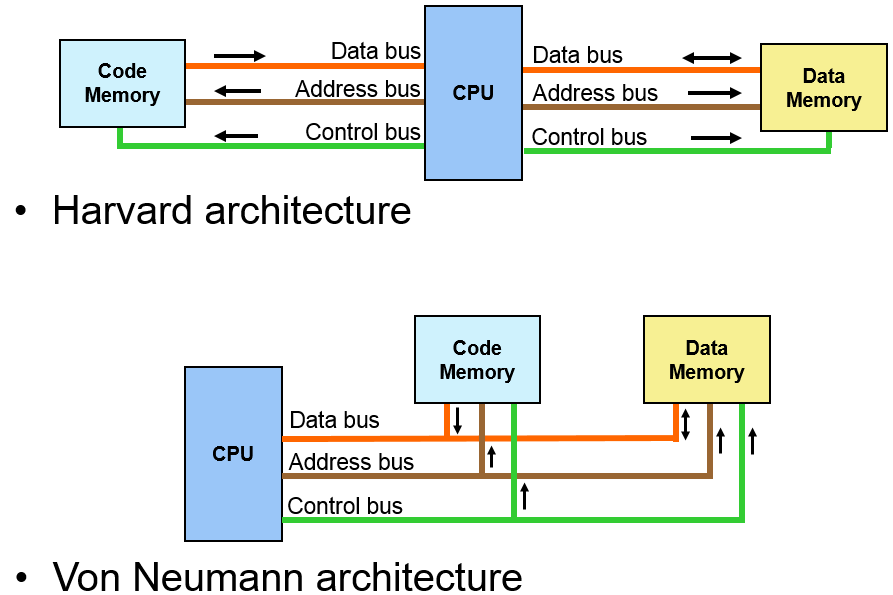 Code
Memory
Data bus
Address bus
Control bus
CPU
Data bus
Address bus
Control bus
Data
Memory
• Harvard architecture
Code
Memory
Data
Memory
CPU
Data bus
Address bus
Control bus
• Von Neumann architecture